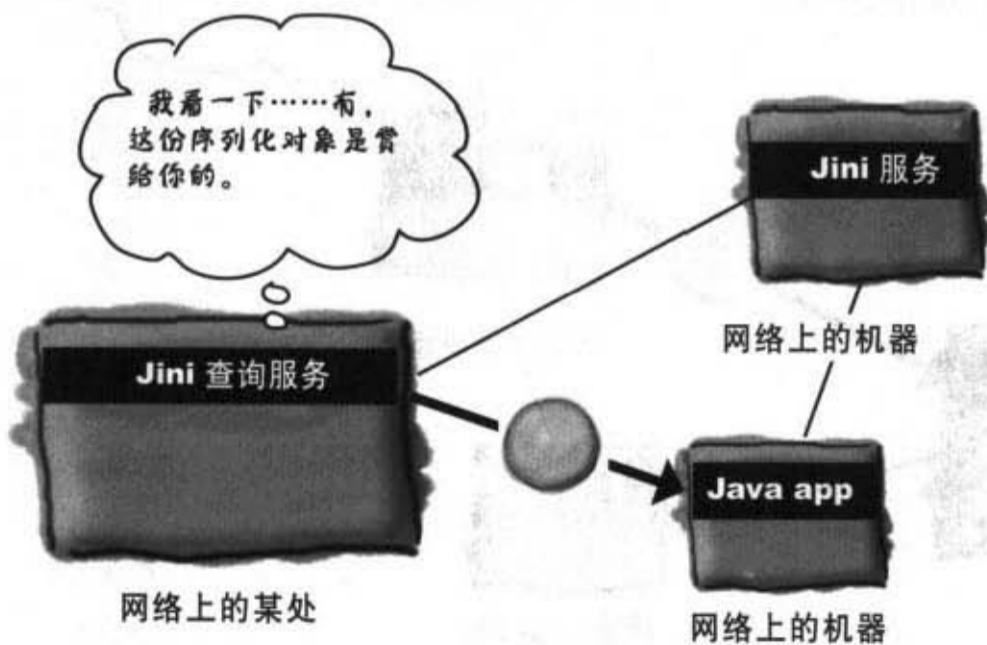 我看一下……有,
这份序列化对象是赏
给你的。
Jini 服务
网络上的机器
Jini 查询服务
Java app
网络上的某处
网络上的机器